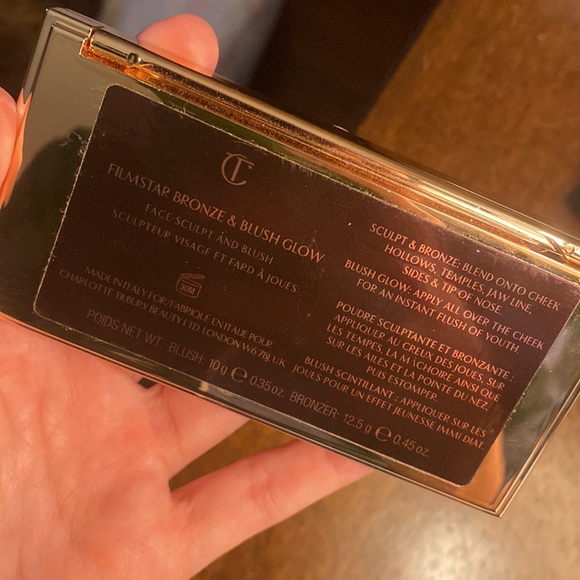 CT
FILMSTAR BRONZE & BLUSH GLOW
FACE SCULPT AND BLUSH
SCULPTEUR VISAGE ET FARD À JOUES
30M
MADE IN ITALY FOR/FABRIQUÉ EN ITALIE POUR
CHARLOTTE TILBURY BEAUTY LTD LONDON W6 7BL UK
POIDS NET WT. BLUSH: 10 g ℮ 0.35 oz. BRONZER: 12.5 g ℮ 0.45 oz.
SCULPT & BRONZE: BLEND ONTO CHEEK
HOLLOWS, TEMPLES, JAW LINE,
SIDES & TIP OF NOSE
BLUSH GLOW: APPLY ALL OVER THE CHEEK
FOR AN INSTANT FLUSH OF YOUTH.
POUDRE SCULPTANTE ET BRONZANTE :
APPLIQUER AU CREUX DES JOUES, SUR
LES TEMPES, LA MÂCHOIRE AINSI QUE
SUR LES AILES ET LA POINTE DU NEZ,
PUIS ESTOMPER.
BLUSH SCINTILLANT : APPLIQUER SUR LES
JOUES POUR UN EFFET JEUNESSE IMMÉDIAT.